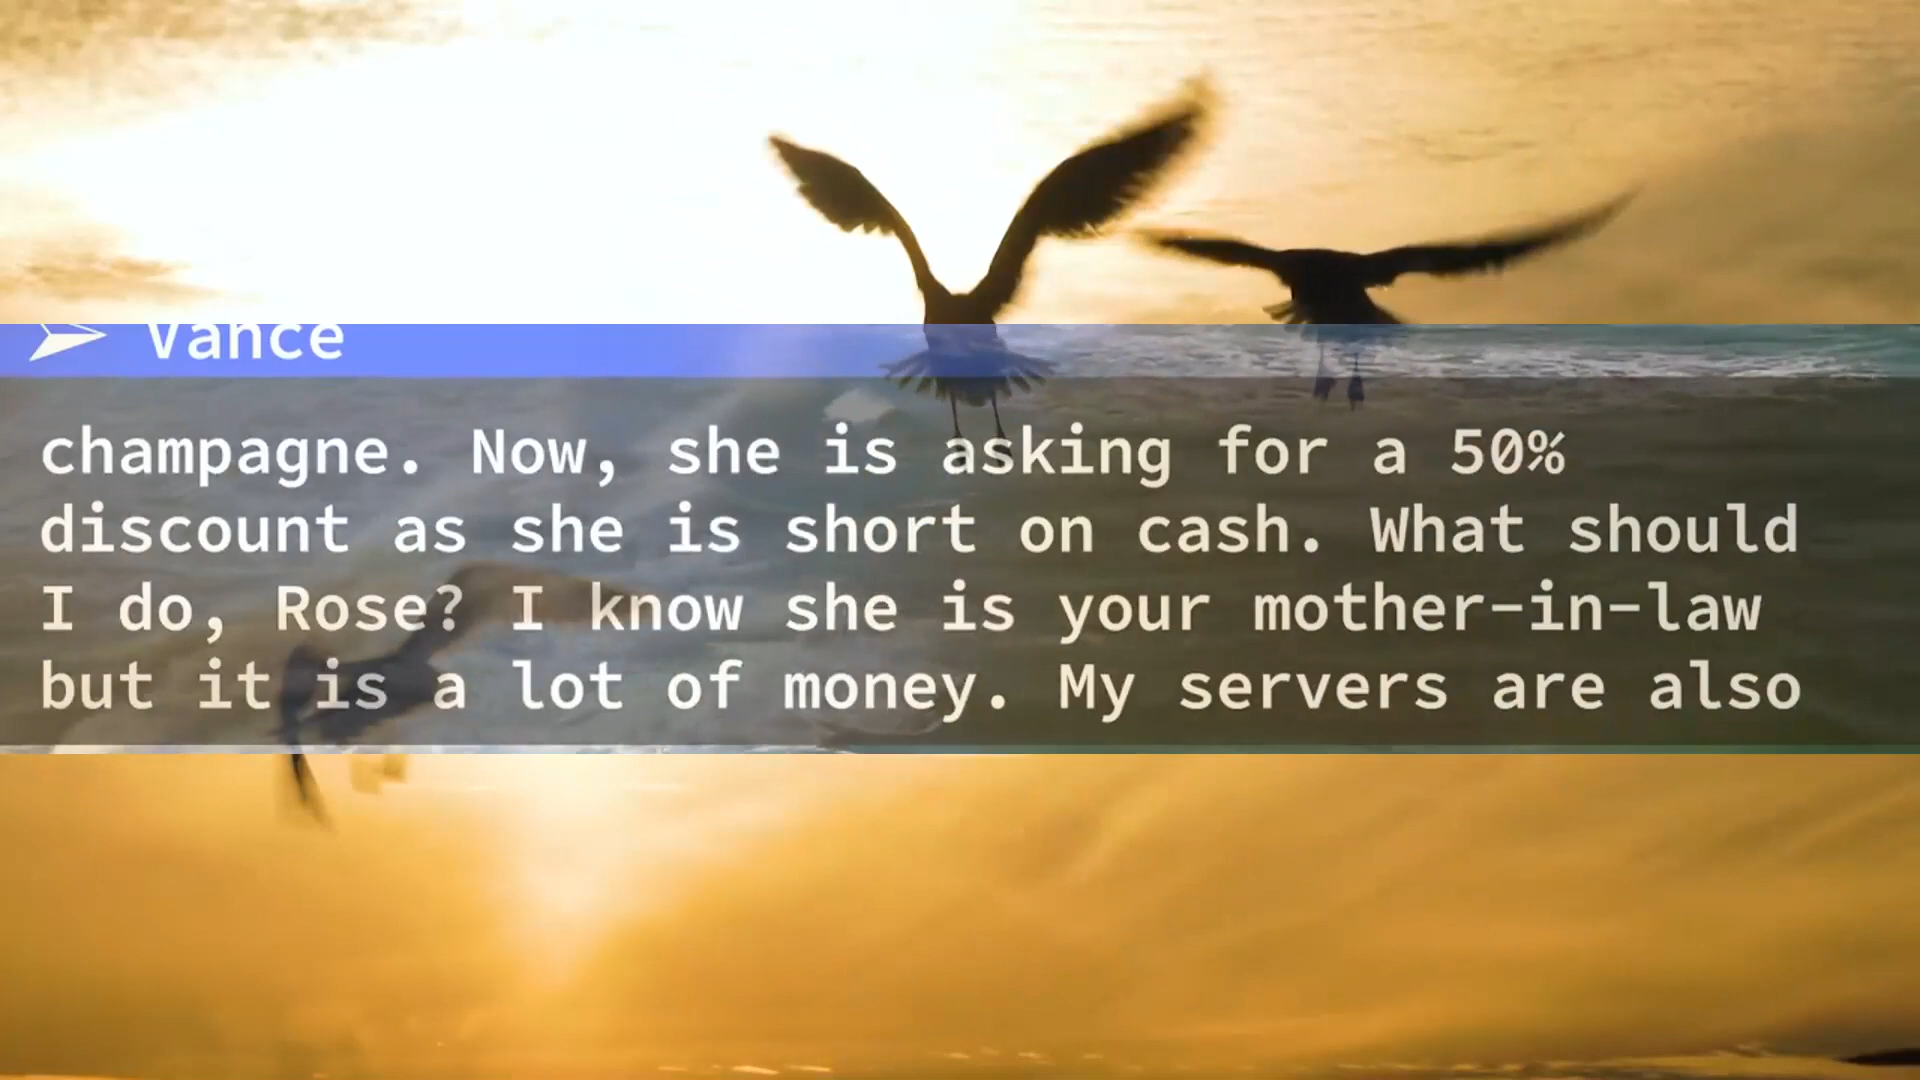 Vance
champagne. Now, she is asking for a 50%
discount as she is short on cash. What should
I do, Rose? I know she is your mother-in-law
but it is a lot of money. My servers are also